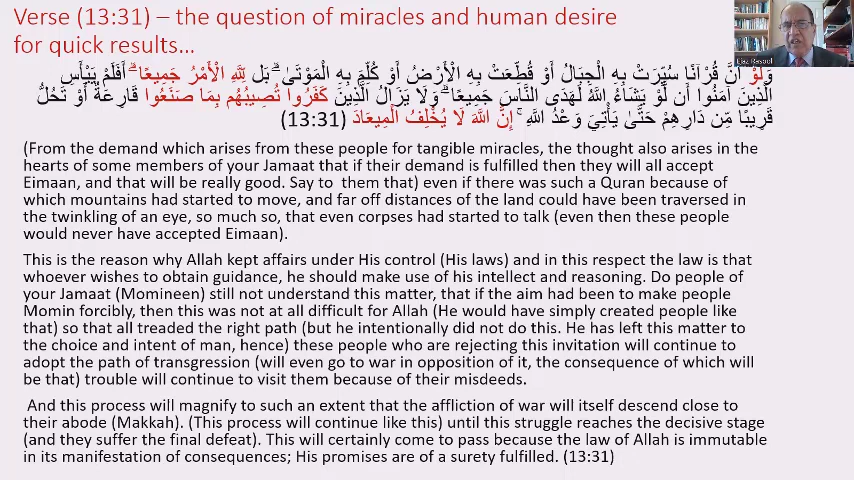 Verse (13:31) – the question of miracles and human desire
for quick results...
Ejaz Rasool
وَلَوْ أَنَّ قُرْآنًا سُيِّرَتْ بِهِ الْجِبَالُ أَوْ قُطِّعَتْ بِهِ الْأَرْضُ أَوْ كُلِّمَ بِهِ الْمَوْتَىٰ ۗ بَل لِّلَّهِ الْأَمْرُ جَمِيعًا ۗ أَفَلَمْ يَيْأَسِ
الَّذِينَ آمَنُوا أَن لَّوْ يَشَاءُ اللَّهُ لَهَدَى النَّاسَ جَمِيعًا ۗ وَلَا يَزَالُ الَّذِينَ كَفَرُوا تُصِيبُهُم بِمَا صَنَعُوا قَارِعَةٌ أَوْ تَحُلُّ
قَرِيبًا مِّن دَارِهِمْ حَتَّىٰ يَأْتِيَ وَعْدُ اللَّهِ ۚ إِنَّ اللَّهَ لَا يُخْلِفُ الْمِيعَادَ (13:31)
(From the demand which arises from these people for tangible miracles, the thought also arises in the
hearts of some members of your Jamaat that if their demand is fulfilled then they will all accept
Eimaan, and that will be really good. Say to  them that) even if there was such a Quran because of
which mountains had started to move, and far off distances of the land could have been traversed in
the twinkling of an eye, so much so, that even corpses had started to talk (even then these people
would never have accepted Eimaan).
This is the reason why Allah kept affairs under His control (His laws) and in this respect the law is that
whoever wishes to obtain guidance, he should make use of his intellect and reasoning. Do people of
your Jamaat (Momineen) still not understand this matter, that if the aim had been to make people
Momin forcibly, then this was not at all difficult for Allah (He would have simply created people like
that) so that all treaded the right path (but he intentionally did not do this. He has left this matter to
the choice and intent of man, hence) these people who are rejecting this invitation will continue to
adopt the path of transgression (will even go to war in opposition of it, the consequence of which will
be that) trouble will continue to visit them because of their misdeeds.
And this process will magnify to such an extent that the affliction of war will itself descend close to
their abode (Makkah). (This process will continue like this) until this struggle reaches the decisive stage
(and they suffer the final defeat). This will certainly come to pass because the law of Allah is immutable
in its manifestation of consequences; His promises are of a surety fulfilled. (13:31)